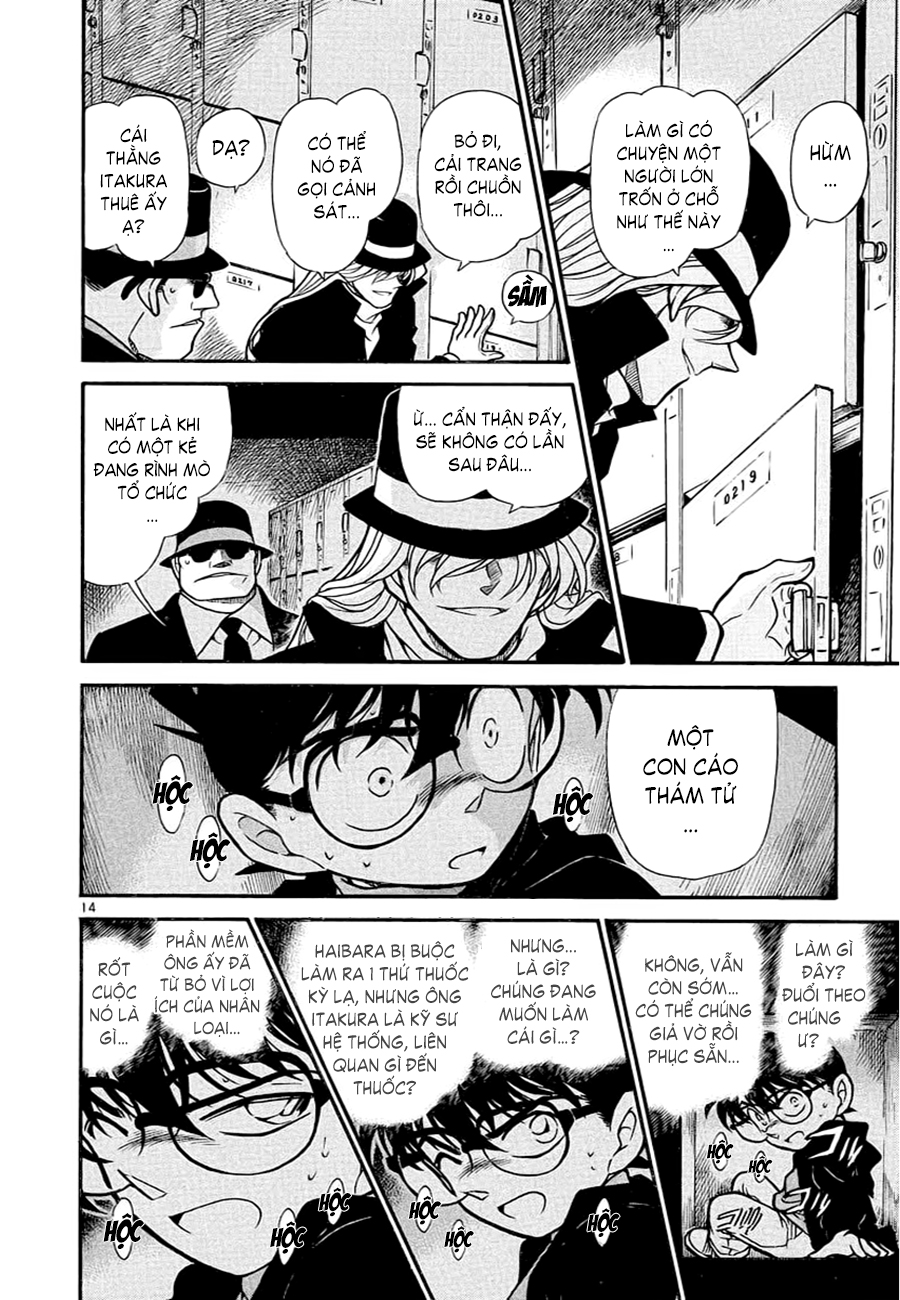 HỪM
...
LÀM GÌ CÓ
CHUYỆN MỘT
NGƯỜI LỚN
TRỐN Ở CHỖ
NHƯ THẾ NÀY
...
0219
BỎ ĐI,
CẢI TRANG
RỒI CHUỒN
THÔI...
SẦM
CÓ THỂ
NÓ ĐÃ
GỌI CẢNH
SÁT...
DẠ?
CÁI
THẰNG
ITAKURA
THUÊ ẤY
Ạ?
0203
0217
Ừ... CẨN THẬN ĐẤY,
SẼ KHÔNG CÓ LẦN
SAU ĐÂU...
NHẤT LÀ KHI
CÓ MỘT KẺ
ĐANG RÌNH MÒ
TỔ CHỨC
...
MỘT
CON CÁO
THÁM TỬ
...
HỘC
HỘC
HỘC
14
LÀM GÌ
ĐÂY?
ĐUỔI THEO
CHÚNG
Ư?
KHÔNG, VẪN
CÒN SỚM...
CÓ THỂ CHÚNG
GIẢ VỜ RỒI
PHỤC SẴN...
HỘC
HỘC
NHƯNG...
LÀ GÌ?
CHÚNG ĐANG
MUỐN LÀM
CÁI GÌ...?
HAIBARA BỊ BUỘC
LÀM RA 1 THỨ THUỐC
KỲ LẠ, NHƯNG ÔNG
ITAKURA LÀ KỸ SƯ
HỆ THỐNG, LIÊN
QUAN GÌ ĐẾN
THUỐC?
HỘC
HỘC
HỘC
PHẦN MỀM
ÔNG ẤY ĐÃ
TỪ BỎ VÌ LỢI
ÍCH CỦA NHÂN
LOẠI...
RỐT
CUỘC
NÓ LÀ
GÌ...
HỘC
HỘC
HỘC